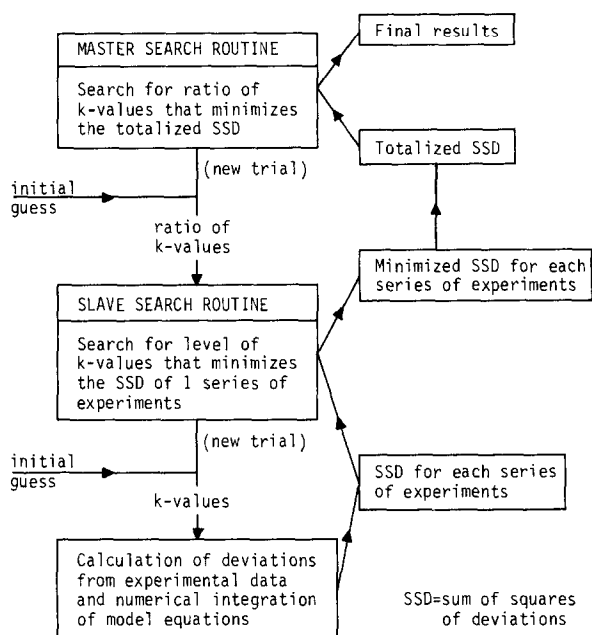 MASTER SEARCH ROUTINE
Search for ratio of
k-values that minimizes
the totalized SSD
Final results
Totalized SSD
(new trial)
initial
guess
ratio of
k-values
Minimized SSD for each
series of experiments
SLAVE SEARCH ROUTINE
Search for level of
k-values that minimizes
the SSD of 1 series of
experiments
(new trial)
initial
guess
k-values
SSD for each series
of experiments
Calculation of deviations
from experimental data
and numerical integration
of model equations
SSD=sum of squares
of deviations